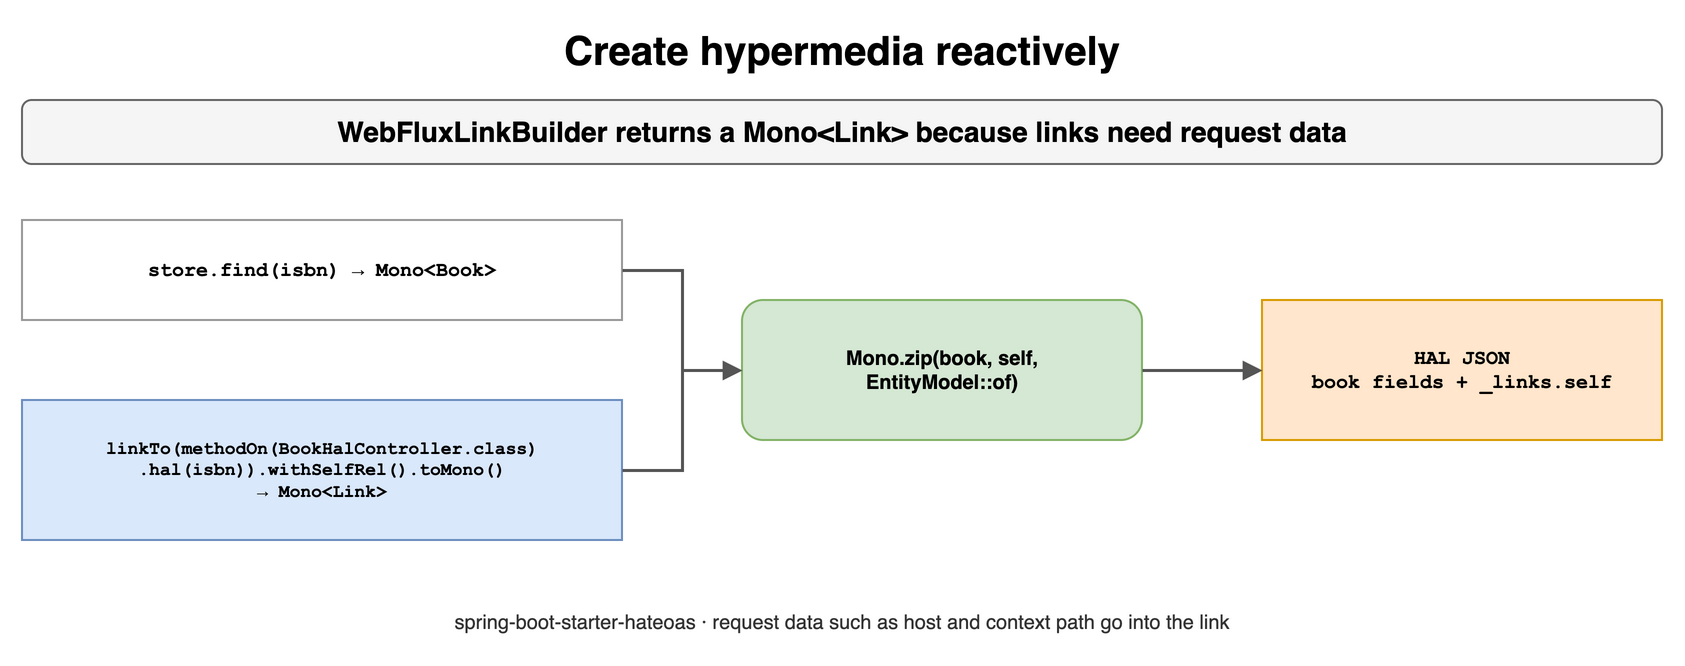 Create hypermedia reactively
WebFluxLinkBuilder returns a Mono<Link> because links need request data
store.find(isbn) → Mono<Book>
linkTo(methodOn(BookHalController.class)
.hal(isbn)).withSelfRel().toMono()
→ Mono<Link>
Mono.zip(book, self,
EntityModel::of)
HAL JSON
book fields + _links.self
spring-boot-starter-hateoas · request data such as host and context path go into the link